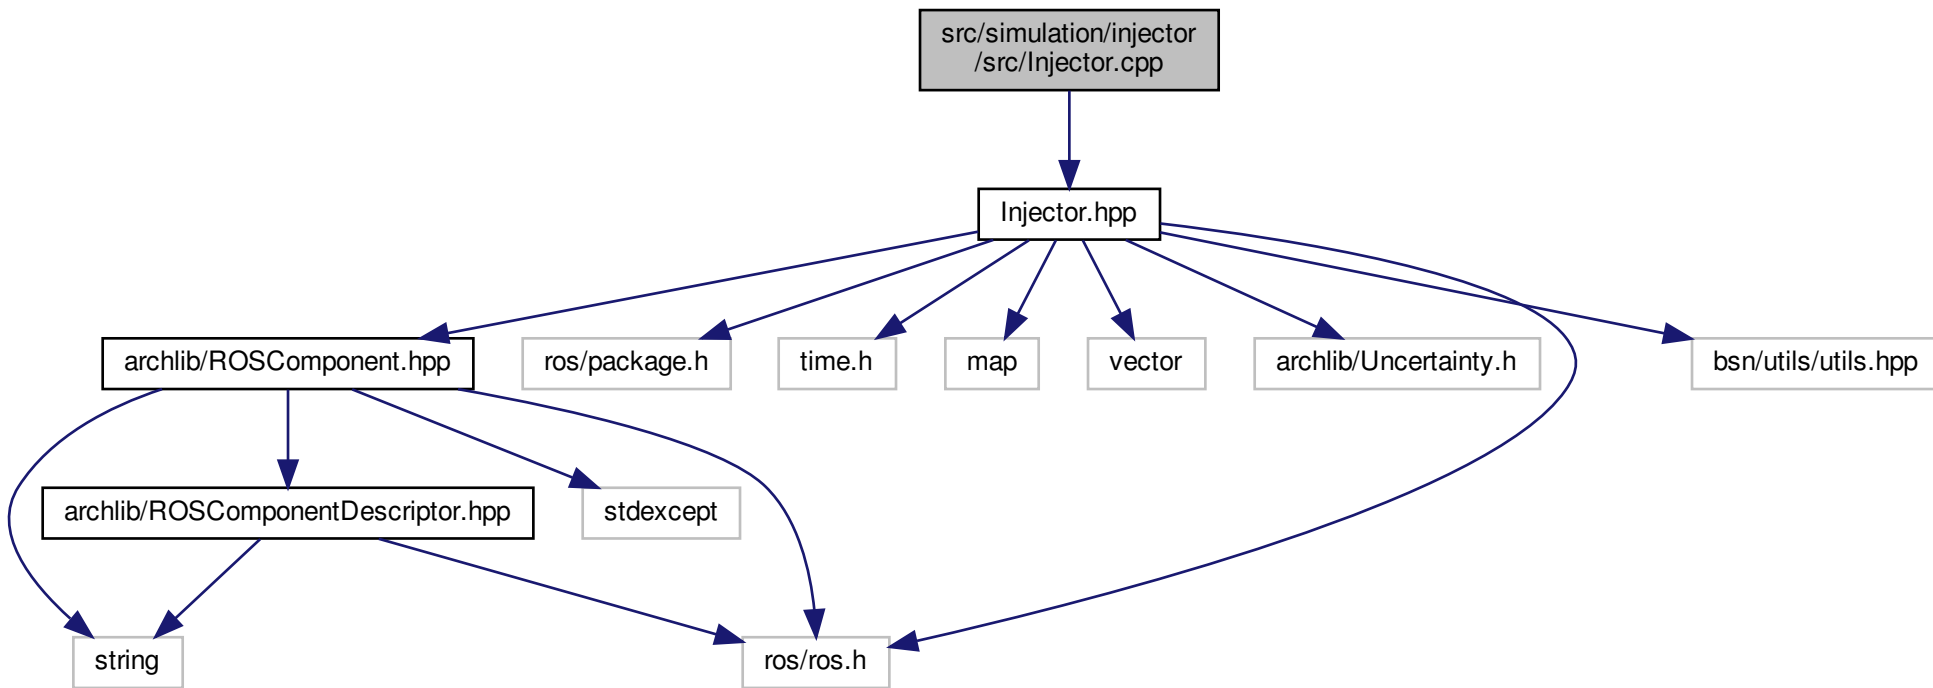 src/simulation/injector
/src/Injector.cpp
Injector.hpp
archlib/ROSComponent.hpp
ros/package.h
time.h
map
vector
archlib/Uncertainty.h
bsn/utils/utils.hpp
archlib/ROSComponentDescriptor.hpp
stdexcept
string
ros/ros.h